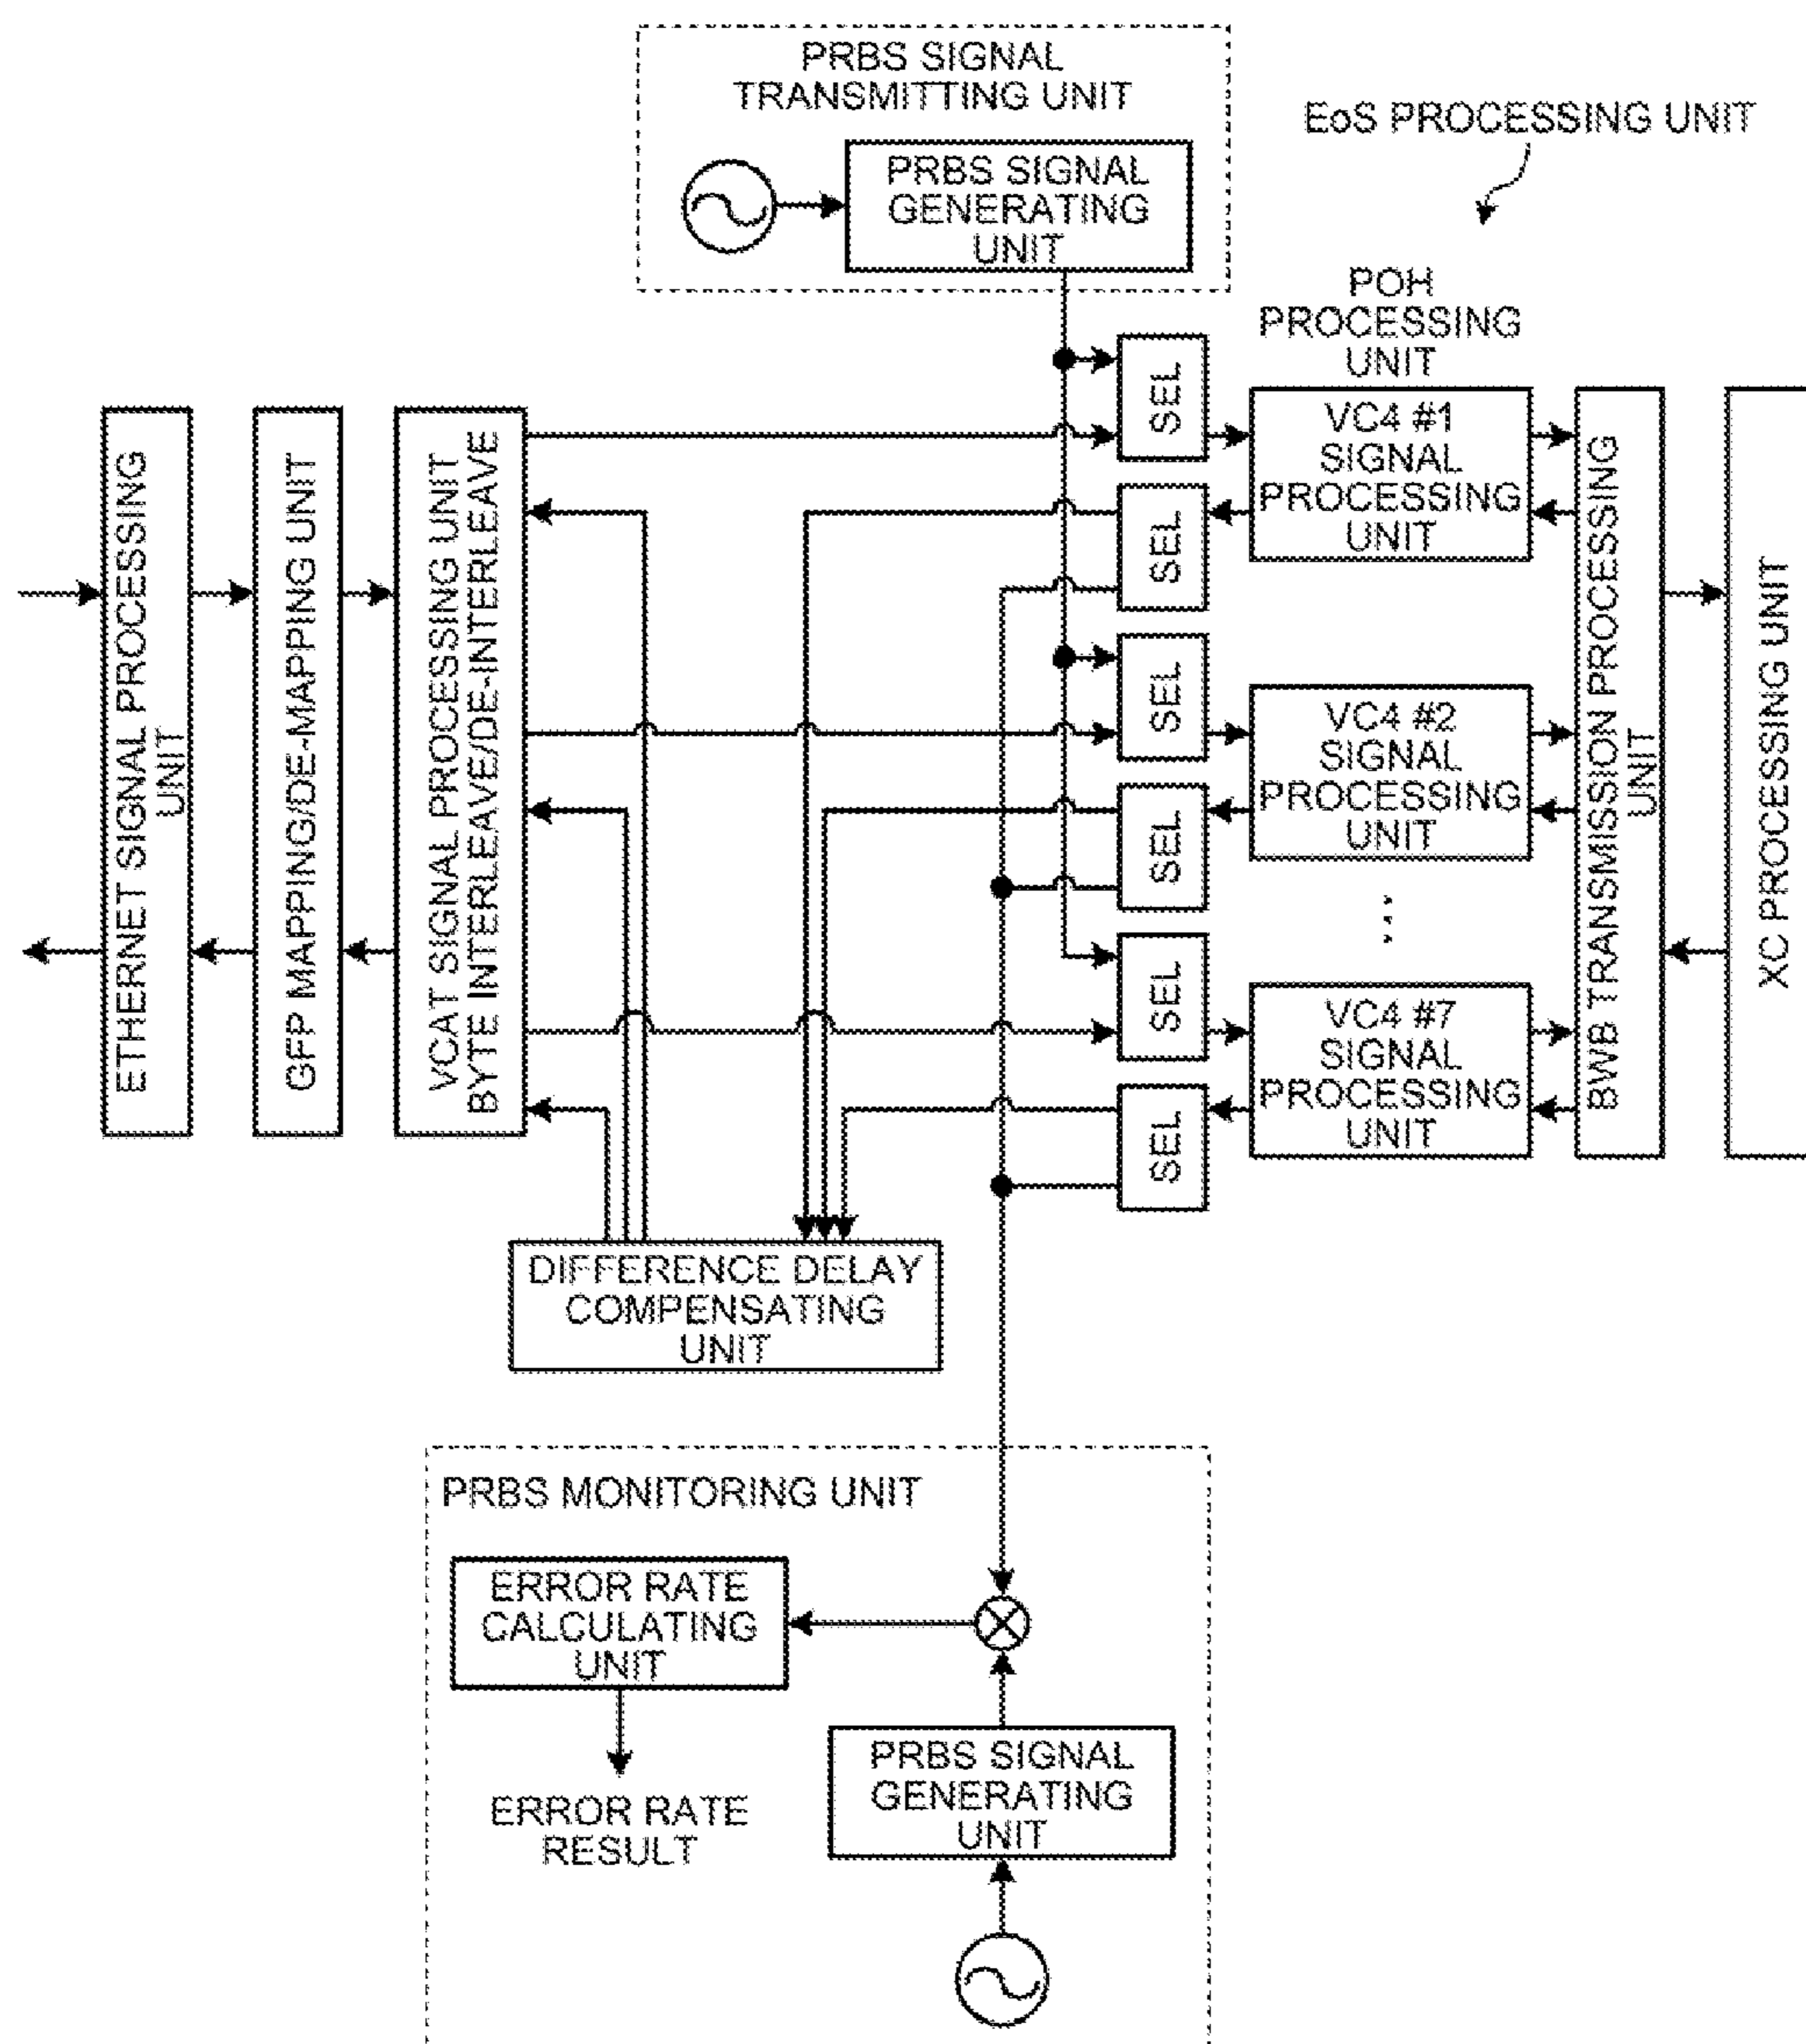 PRBS SIGNAL
TRANSMITTING UNIT
PRBS SIGNAL
GENERATING
UNIT
EoS PROCESSING UNIT
POH
PROCESSING
UNIT
ETHERNET SIGNAL PROCESSING
UNIT
GFP MAPPING/DE-MAPPING UNIT
VCAT SIGNAL PROCESSING UNIT
BYTE INTERLEAVE/DE-INTERLEAVE
SEL
SEL
SEL
SEL
SEL
SEL
VC4 #1
SIGNAL
PROCESSING
UNIT
VC4 #2
SIGNAL
PROCESSING
UNIT
VC4 #7
SIGNAL
PROCESSING
UNIT
BWB TRANSMISSION PROCESSING
UNIT
XC PROCESSING UNIT
DIFFERENCE DELAY
COMPENSATING
UNIT
PRBS MONITORING UNIT
ERROR RATE
CALCULATING
UNIT
ERROR RATE
RESULT
PRBS SIGNAL
GENERATING
UNIT